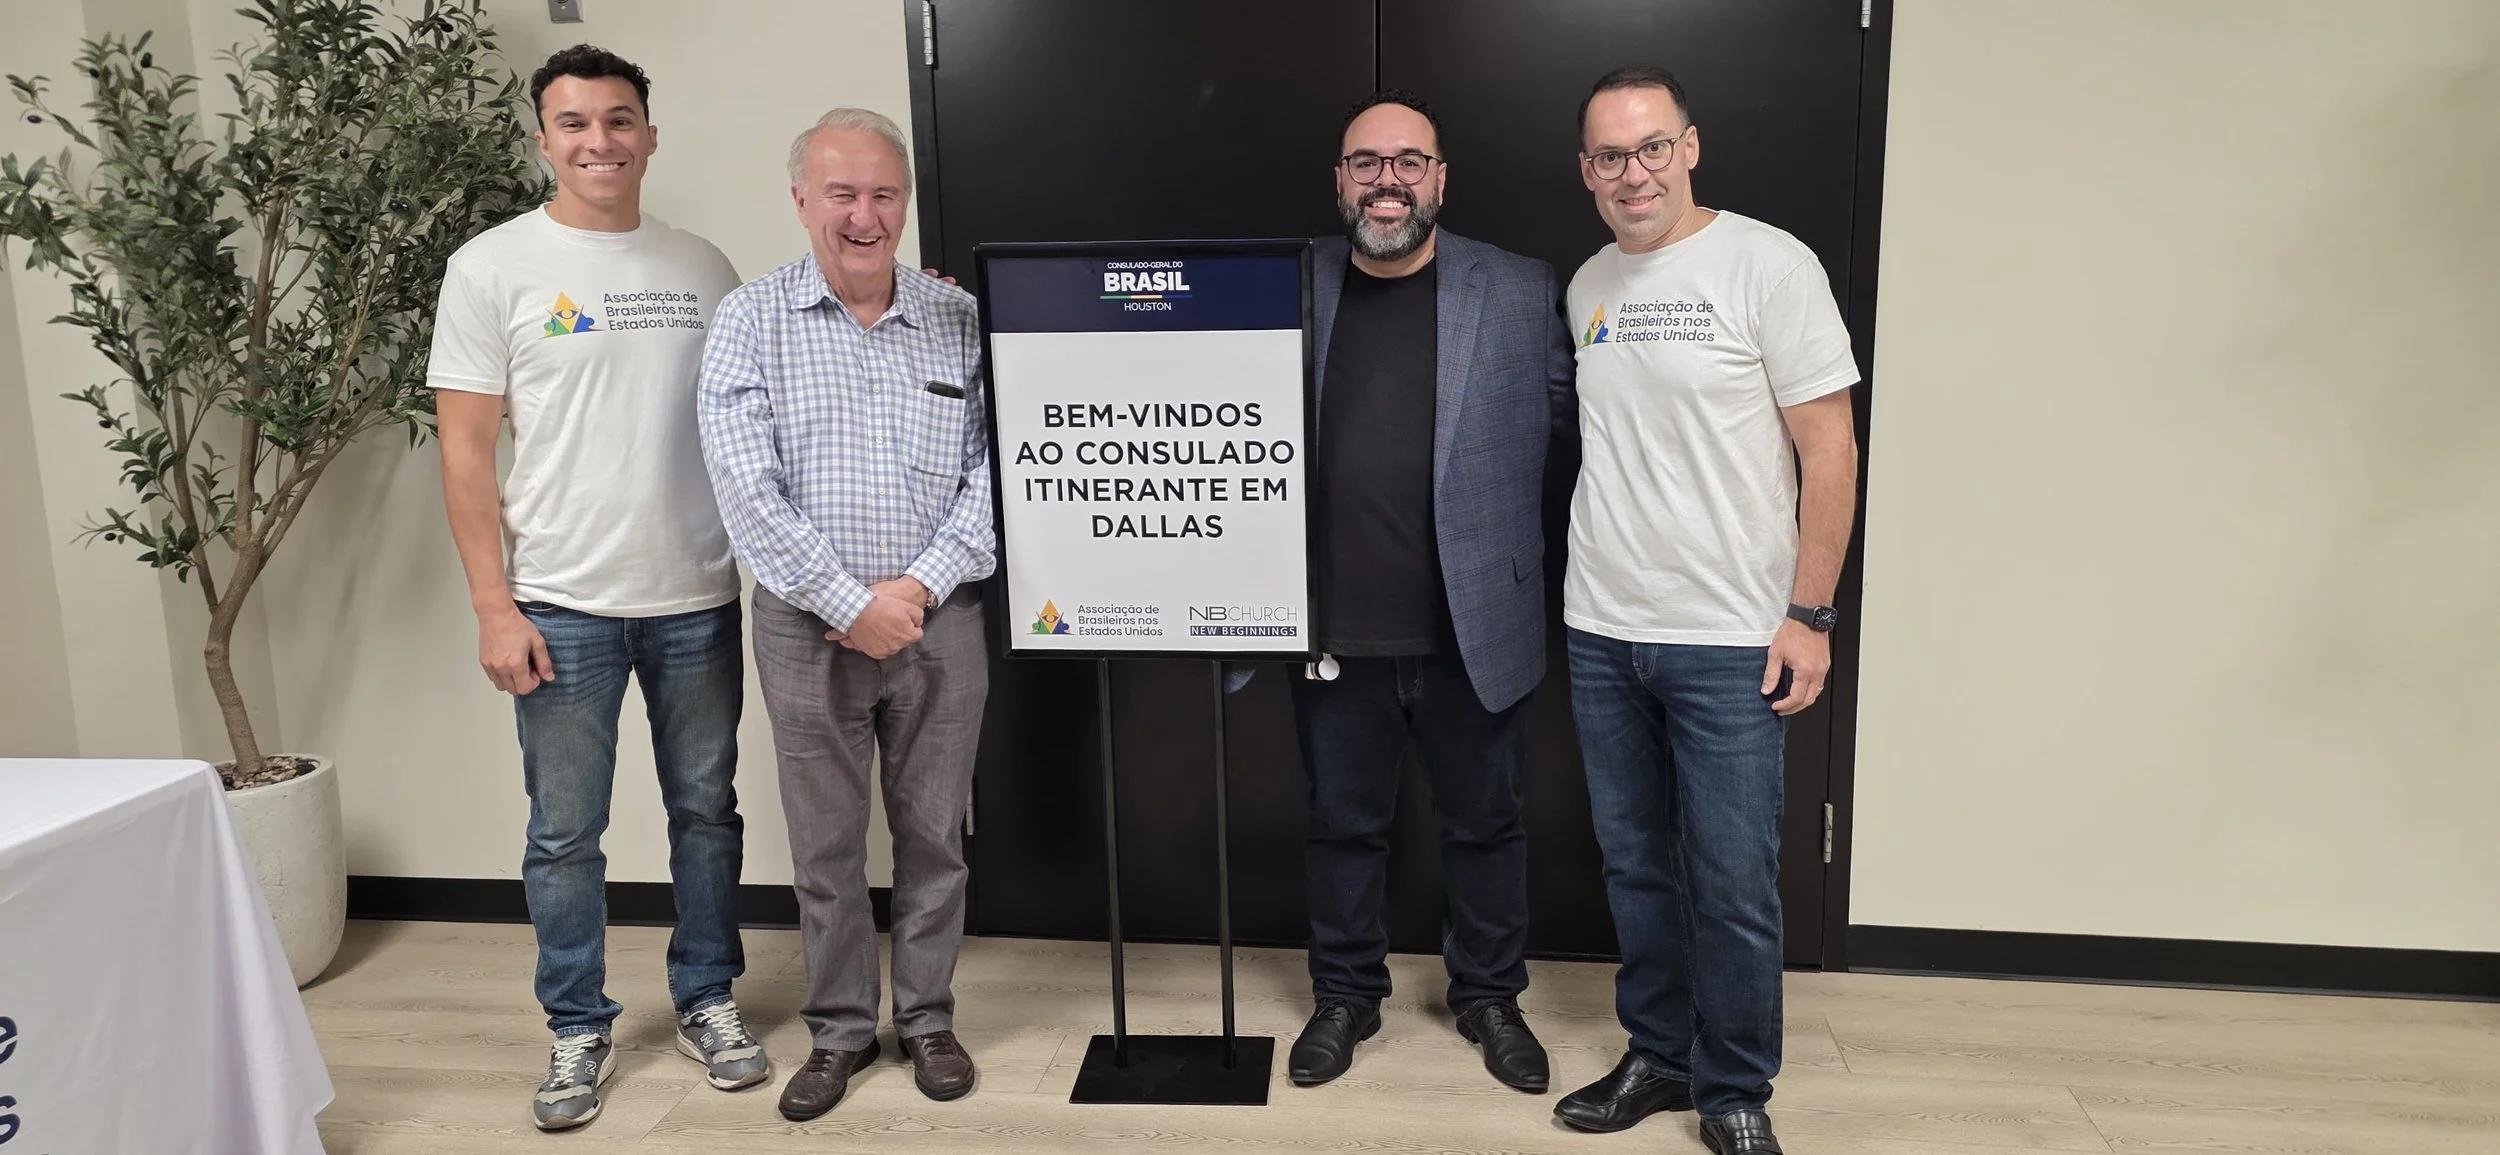 Associação de
Brasileiros nos
Estados Unidos
CONSULADO-GERAL DO
BRASIL
HOUSTON
BEM-VINDOS
AO CONSULADO
ITINERANTE EM
DALLAS
Associação de
Brasileiros nos
Estados Unidos
NBCHURCH
NEW BEGINNINGS
Associação de
Brasileiros nos
Estados Unidos
N
N